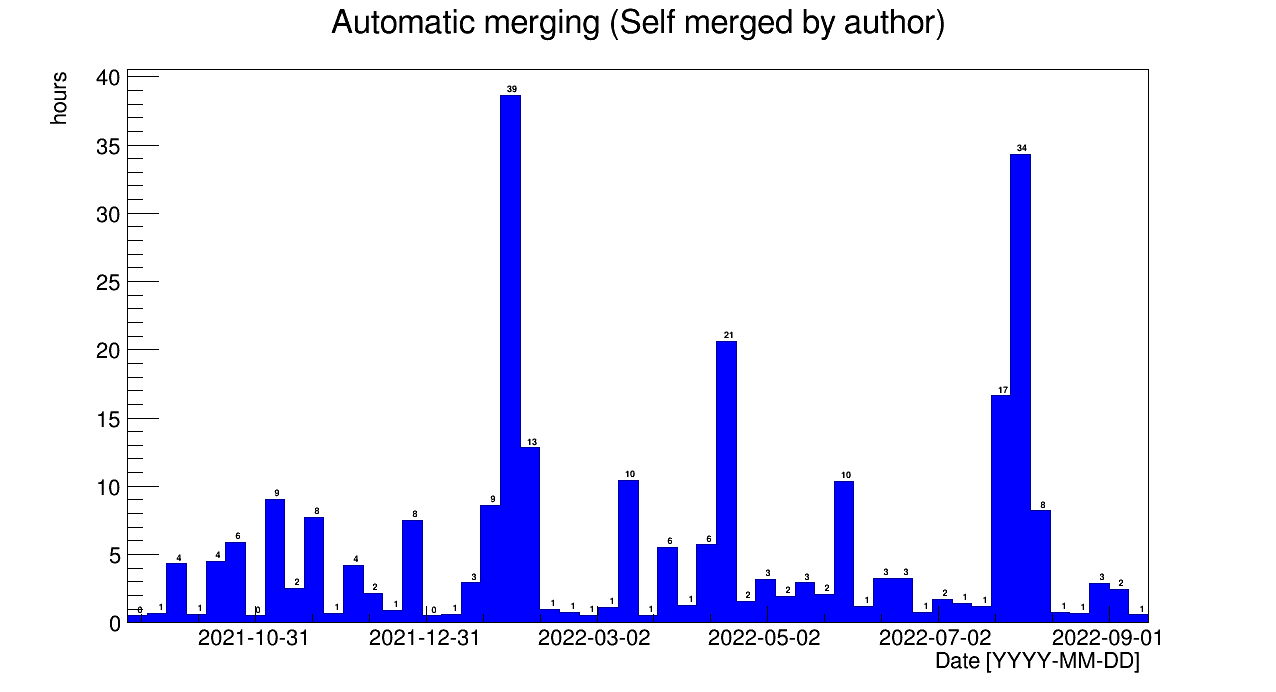 Automatic merging (Self merged by author)
hours
40
35
30
25
20
15
10
5
0
0 1 4 1 4 6 0 9 2 8 1 4 2 1 8 0 1 3 9 39 13 1 1 1 1 10 1 6 1 6 21 2 3 2 3 2 10 1 3 3 1 2 1 1 17 34 8 1 1 3 2 1
2021-10-31 2021-12-31 2022-03-02 2022-05-02 2022-07-02 2022-09-01
Date [YYYY-MM-DD]